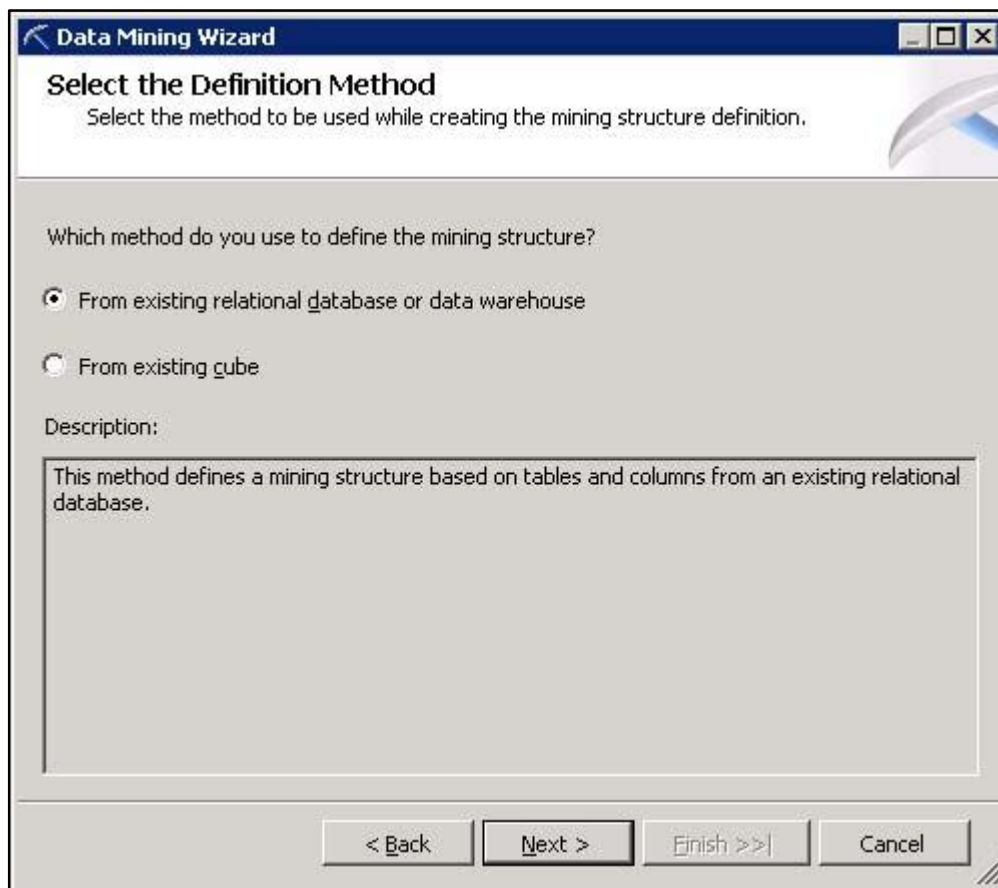 Data Mining Wizard
Select the Definition Method
Select the method to be used while creating the mining structure definition.
Which method do you use to define the mining structure?
From existing relational database or data warehouse
From existing cube
Description:
This method defines a mining structure based on tables and columns from an existing relational
database.
< Back Next > Finish >>| Cancel